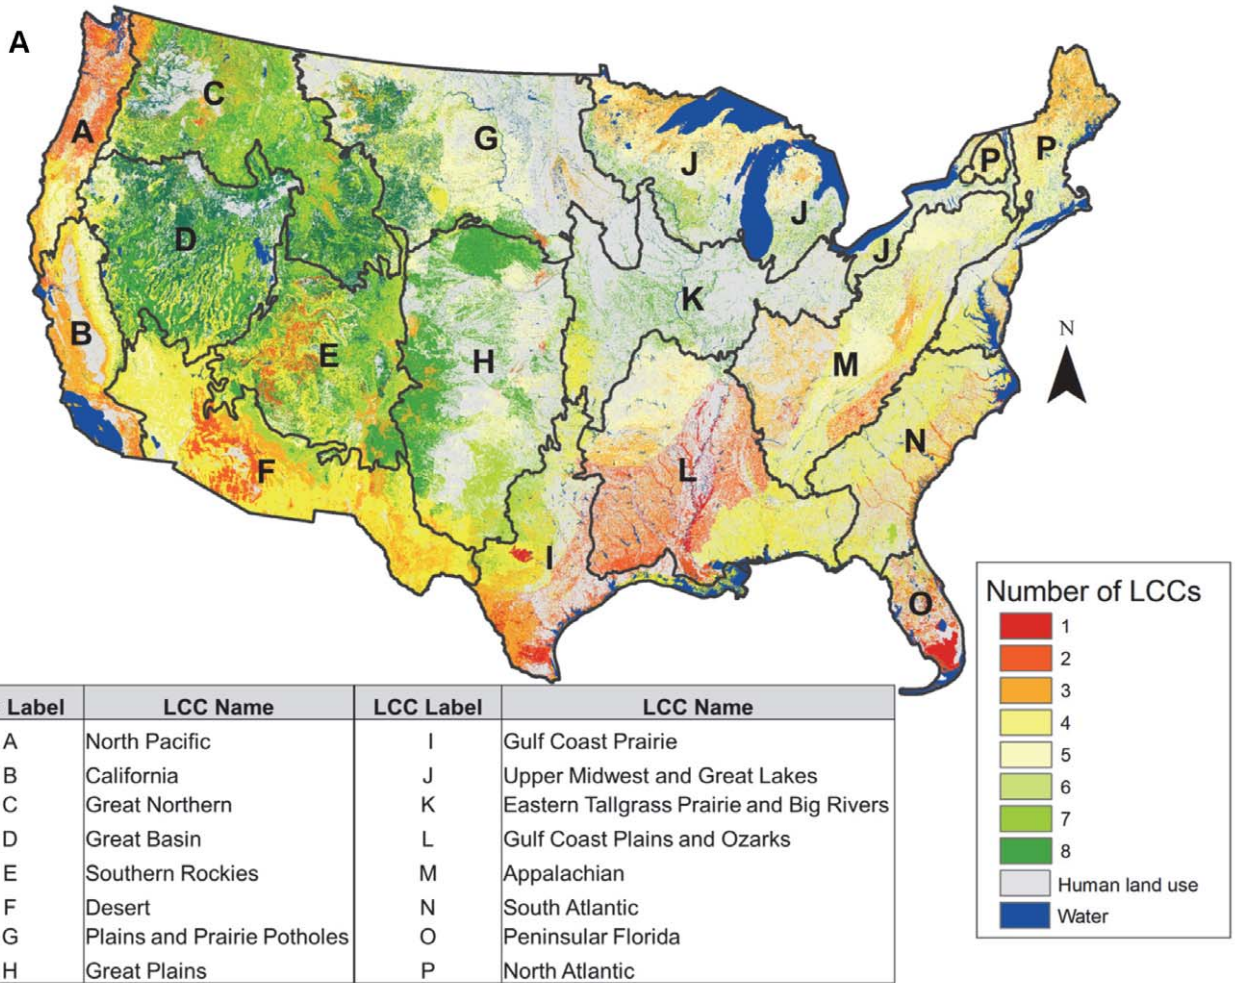 A
C
A
G
J
P
P
D
J
J
K
B
E
H
M
N
F
N
L
I
O
Number of LCCs
1
2
3
4
5
6
7
8
Human land use
Water
Label LCC Name LCC Label LCC Name
A North Pacific I Gulf Coast Prairie
B California J Upper Midwest and Great Lakes
C Great Northern K Eastern Tallgrass Prairie and Big Rivers
D Great Basin L Gulf Coast Plains and Ozarks
E Southern Rockies M Appalachian
F Desert N South Atlantic
G Plains and Prairie Potholes O Peninsular Florida
H Great Plains P North Atlantic